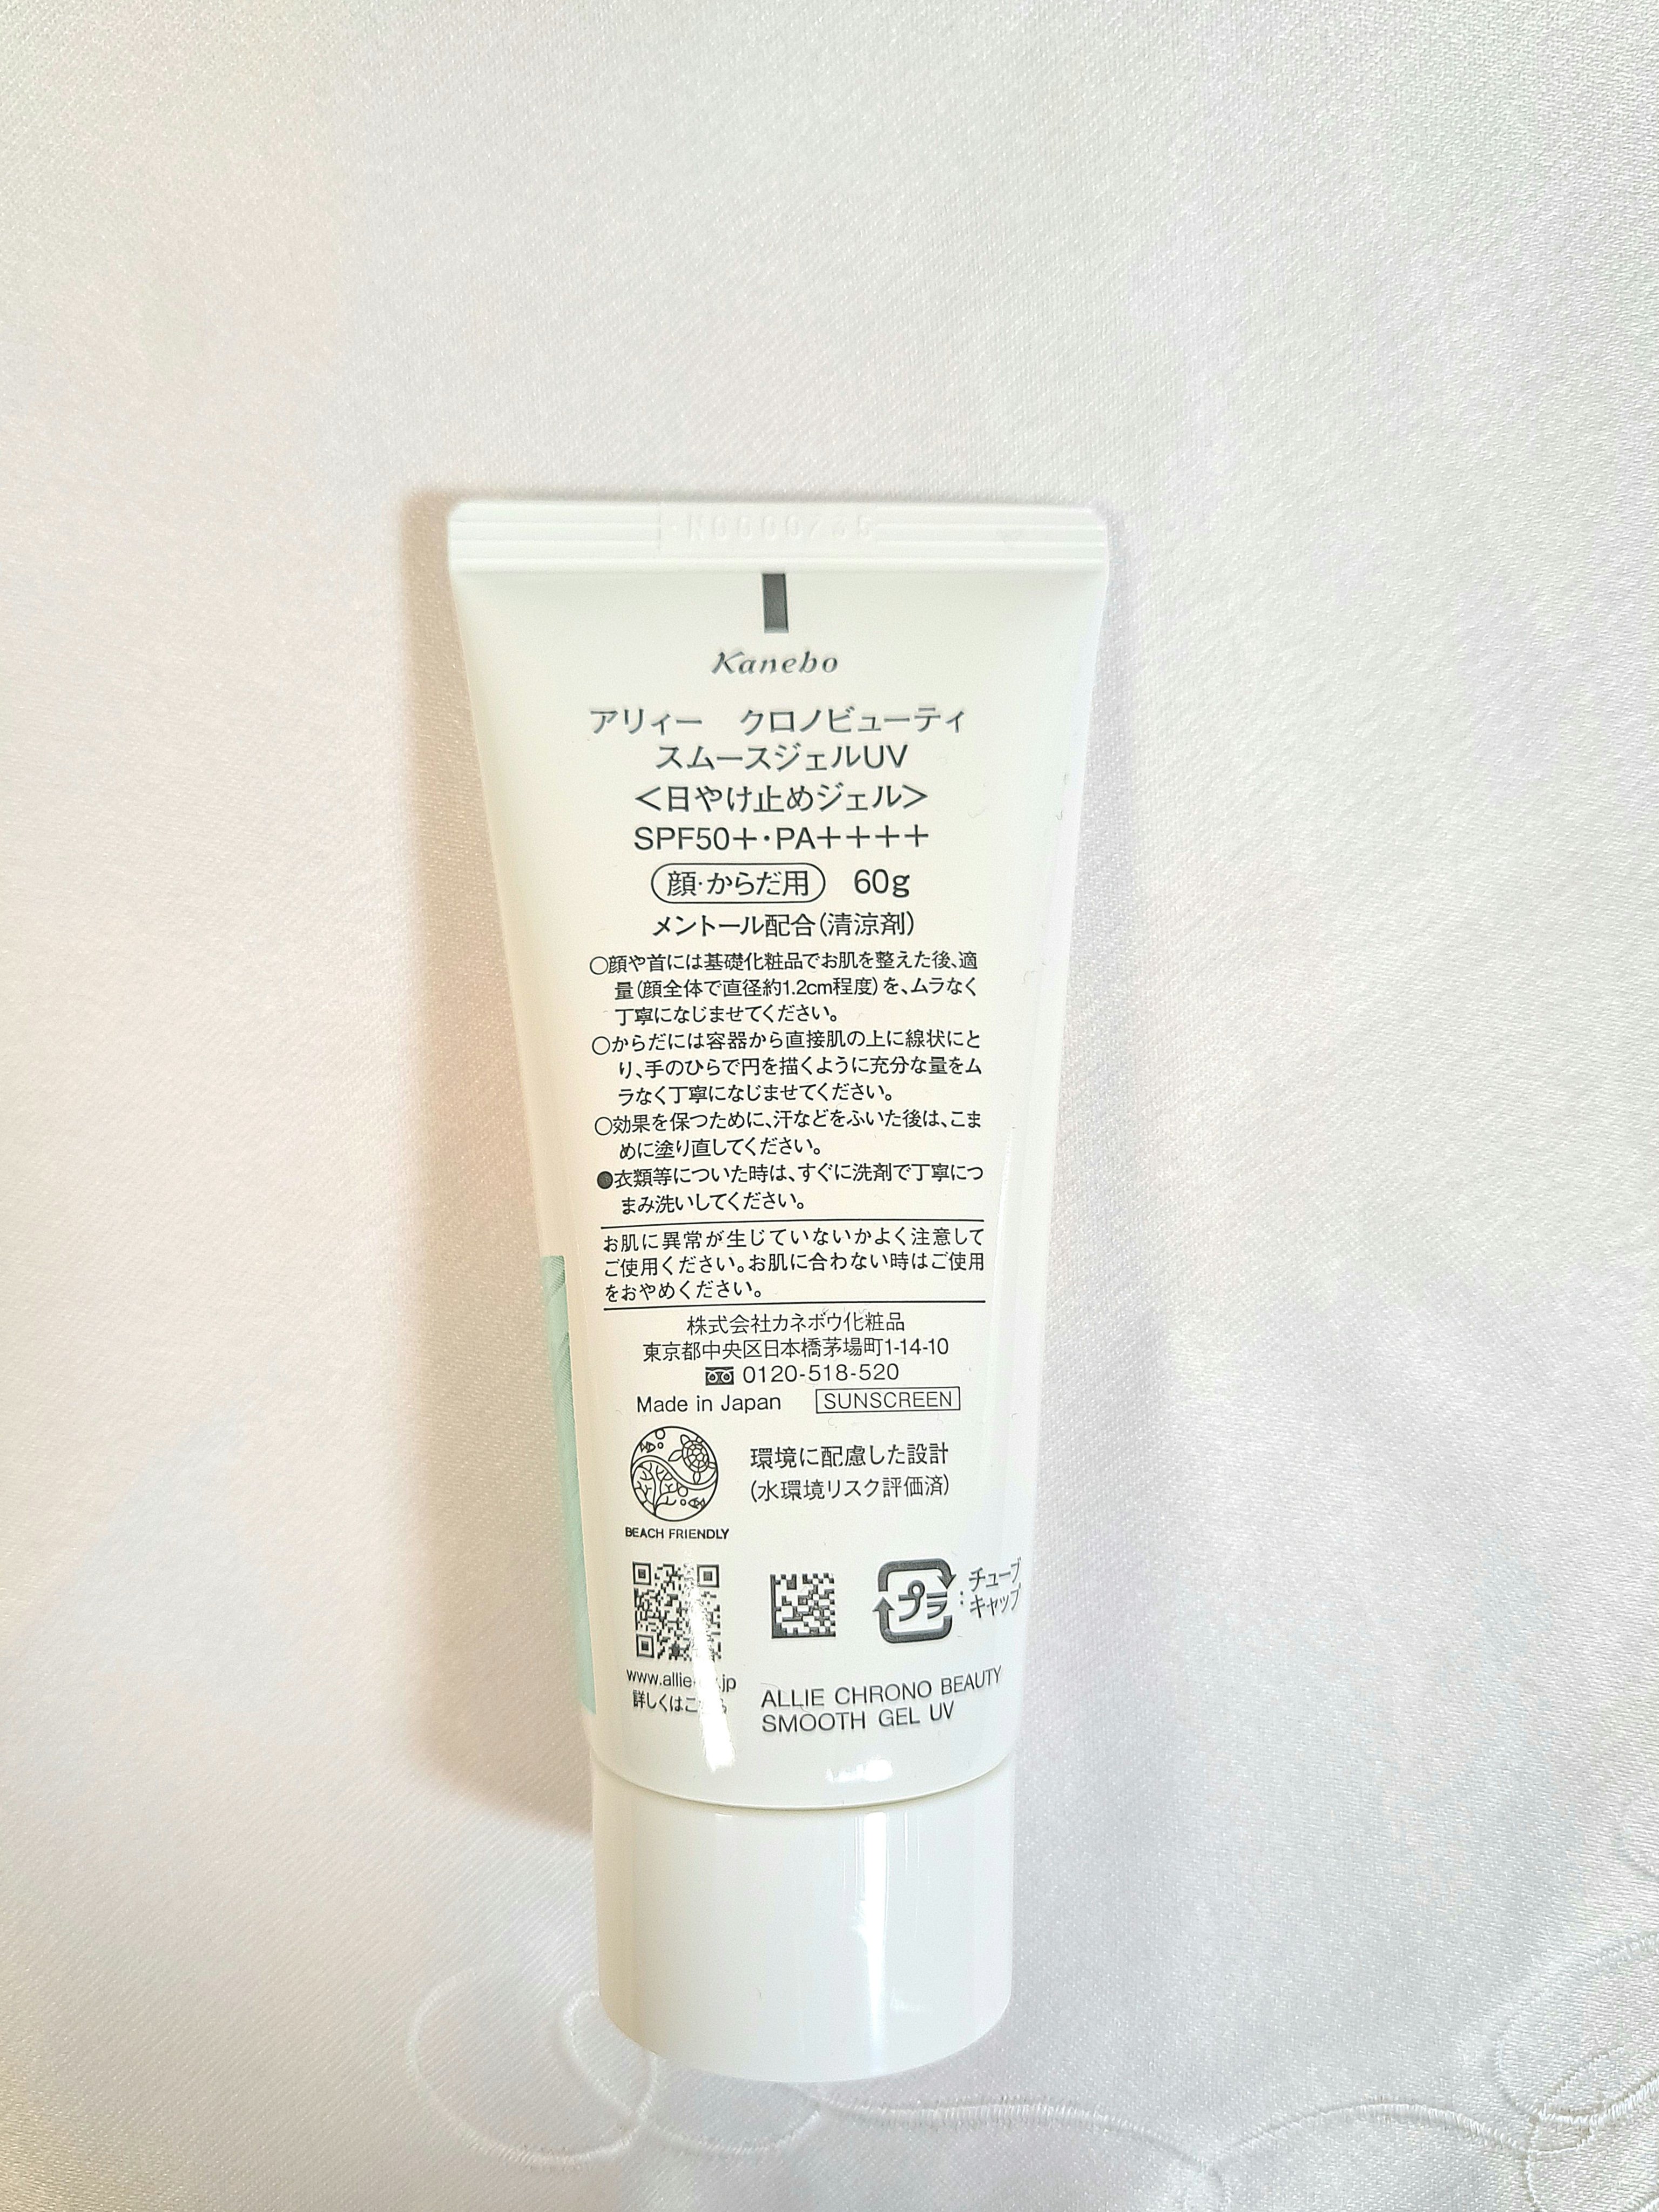 Kanebo
アリィー　クロノビューティ
スムースジェルUV
＜日やけ止めジェル＞
SPF50+・PA++++
顔・からだ用　60g
メントール配合（清涼剤）
○顔や首には基礎化粧品でお肌を整えた後、適
量（顔全体で直径約1.2cm程度）を、ムラなく
丁寧になじませてください。
○からだには容器から直接肌の上に線状にと
り、手のひらで円を描くように充分な量をム
ラなく丁寧になじませてください。
○効果を保つために、汗などをふいた後は、こま
めに塗り直してください。
●衣類等についた時は、すぐに洗剤で丁寧につ
まみ洗いしてください。
お肌に異常が生じていないかよく注意して
ご使用ください。お肌に合わない時はご使用
をおやめください。
株式会社カネボウ化粧品
東京都中央区日本橋茅場町1-14-10
0120-518-520
Made in Japan　SUNSCREEN
環境に配慮した設計
（水環境リスク評価済）
BEACH FRIENDLY
プラ：チューブ
キャップ
詳しくはこ
ALLIE CHRONO BEAUTY
SMOOTH GEL UV